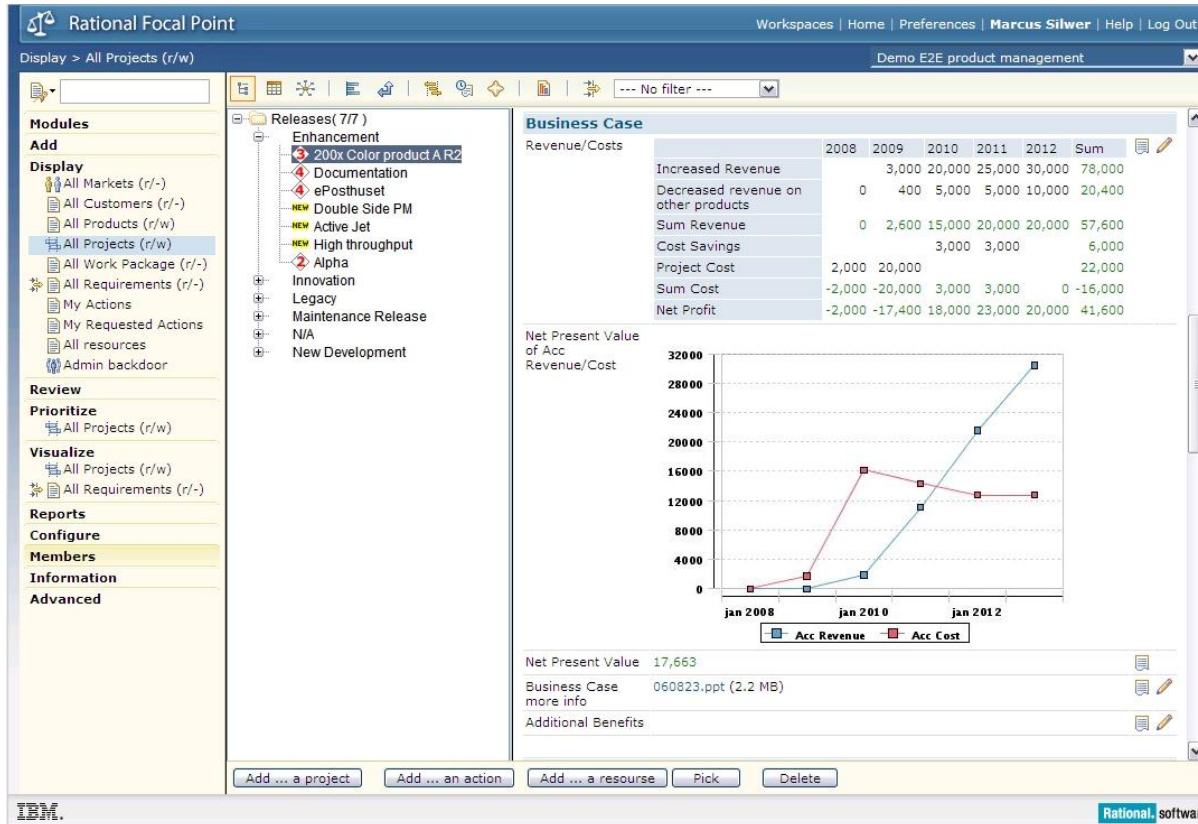 Rational Focal Point
Workspaces | Home | Preferences | Marcus Silwer | Help | Log Out
Display > All Projects (r/w)
Demo E2E product management
--- No filter ---
Modules
Add
Display
All Markets (r/-)
All Customers (r/-)
All Products (r/w)
All Projects (r/w)
All Work Package (r/-)
All Requirements (r/-)
My Actions
My Requested Actions
All resources
Admin backdoor
Review
Prioritize
All Projects (r/w)
Visualize
All Projects (r/w)
All Requirements (r/-)
Reports
Configure
Members
Information
Advanced
Releases( 7/7 )
Enhancement
3 200x Color product A R2
4 Documentation
4 ePosthuset
NEW Double Side PM
NEW Active Jet
NEW High throughput
2 Alpha
Innovation
Legacy
Maintenance Release
N/A
New Development
Business Case
Revenue/Costs
2008 2009 2010 2011 2012 Sum
Increased Revenue 3,000 20,000 25,000 30,000 78,000
Decreased revenue on
other products 0 400 5,000 5,000 10,000 20,400
Sum Revenue 0 2,600 15,000 20,000 20,000 57,600
Cost Savings 3,000 3,000 6,000
Project Cost 2,000 20,000 22,000
Sum Cost -2,000 -20,000 3,000 3,000 0 -16,000
Net Profit -2,000 -17,400 18,000 23,000 20,000 41,600
Net Present Value
of Acc
Revenue/Cost
32000
28000
24000
20000
16000
12000
8000
4000
0
jan 2008 jan 2010 jan 2012
Acc Revenue Acc Cost
Net Present Value 17,663
Business Case
more info
060823.ppt (2.2 MB)
Additional Benefits
Add ... a project Add ... an action Add ... a resourse Pick Delete
IBM.
Rational. softwar